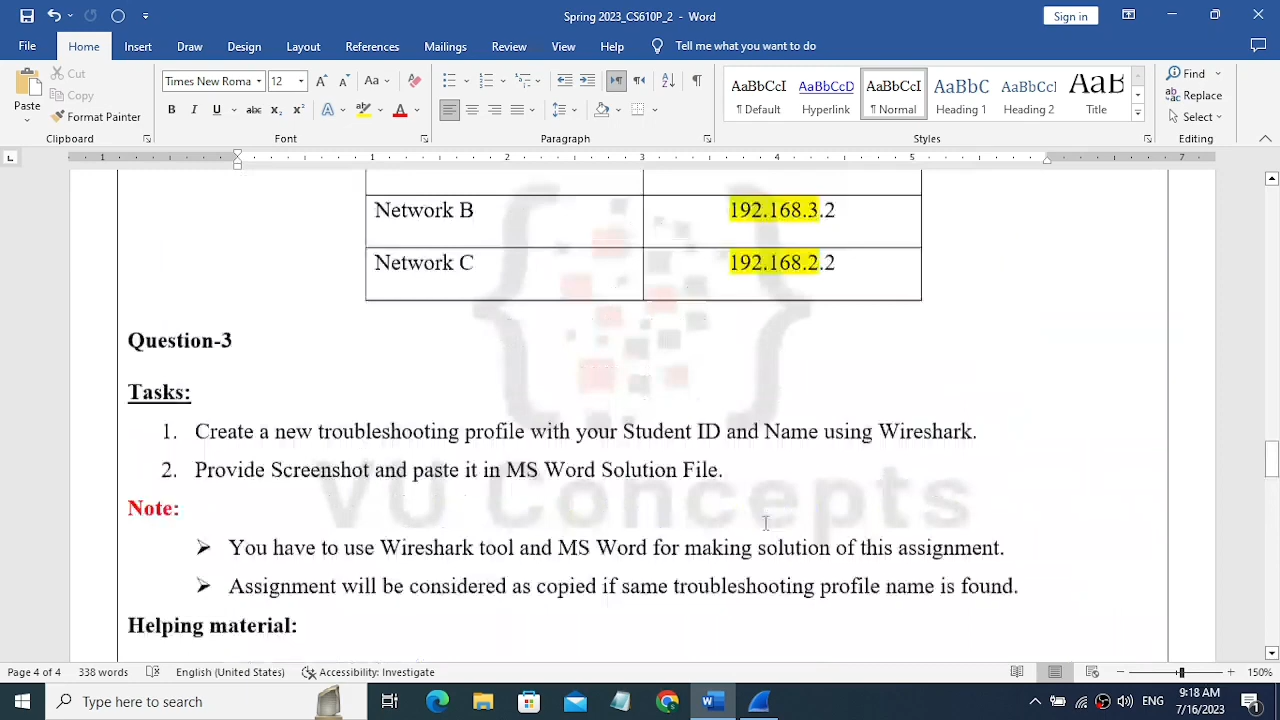 Spring 2023_CS610P_2 - Word
Sign in
File Home Insert Draw Design Layout References Mailings Review View Help Tell me what you want to do
Paste
Cut
Copy
Format Painter
Clipboard
Times New Roma 12
Font
Paragraph
AaBbCcI AaBbCcD AaBbCcI AaBbC AaBbCcI AaB
¶ Default Hyperlink ¶ Normal Heading 1 Heading 2 Title
Styles
Find
Replace
Select
Editing
1 1 2 3 4 5 7
Network B 192.168.3.2
Network C 192.168.2.2
Question-3
Tasks:
1. Create a new troubleshooting profile with your Student ID and Name using Wireshark.
2. Provide Screenshot and paste it in MS Word Solution File.
VU Concepts
Note:
You have to use Wireshark tool and MS Word for making solution of this assignment.
Assignment will be considered as copied if same troubleshooting profile name is found.
Helping material:
Page 4 of 4 338 words English (United States) Accessibility: Investigate 150%
Type here to search
ENG
9:18 AM
7/16/2023